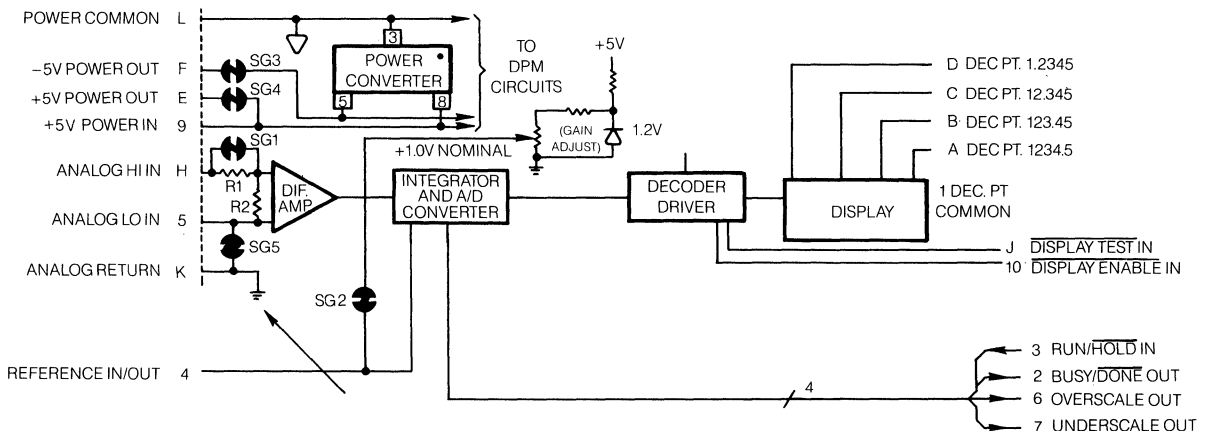 POWER COMMON L
3
POWER CONVERTER
5
8
TO DPM CIRCUITS
+5V
-5V POWER OUT F
SG3
+5V POWER OUT E
SG4
+5V POWER IN 9
(GAIN ADJUST)
1.2V
+1.0V NOMINAL
D DEC PT. 1.2345
C DEC PT. 12.345
B DEC PT. 123.45
A DEC PT. 1234.5
SG1
ANALOG HI IN H
R1
R2
DIF. AMP.
INTEGRATOR AND A/D CONVERTER
DECODER DRIVER
DISPLAY
1 DEC. PT COMMON
ANALOG LO IN 5
SG5
ANALOG RETURN K
J DISPLAY TEST IN
10 DISPLAY ENABLE IN
SG2
REFERENCE IN/OUT 4
4
3 RUN/HOLD IN
2 BUSY/DONE OUT
6 OVERSCALE OUT
7 UNDERSCALE OUT